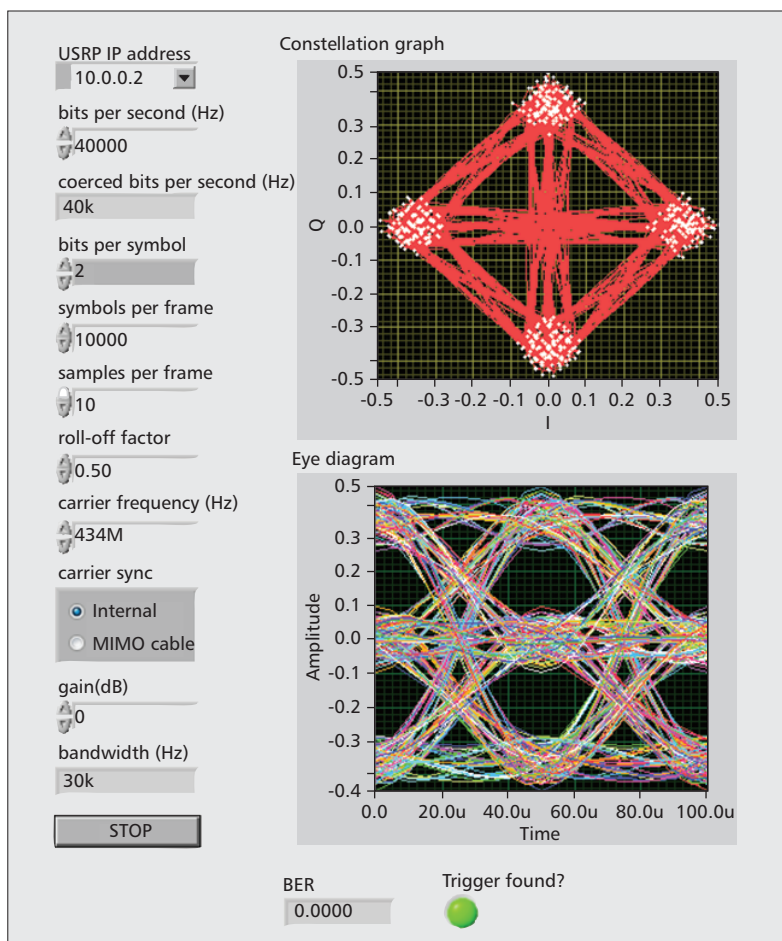 USRP IP address
10.0.0.2
bits per second (Hz)
40000
coerced bits per second (Hz)
40k
bits per symbol
2
symbols per frame
10000
samples per frame
10
roll-off factor
0.50
carrier frequency (Hz)
434M
carrier sync
Internal
MIMO cable
gain(dB)
0
bandwidth (Hz)
30k
STOP
Constellation graph
0.5
0.3
0.2
0.1
0.0
-0.1
-0.2
-0.3
-0.5
Q
-0.5 -0.3 -0.2 -0.1 0.0 0.1 0.2 0.3 0.5
I
Eye diagram
0.5
0.3
0.2
0.1
0.0
-0.1
-0.2
-0.3
-0.4
Amplitude
0.0 20.0u 40.0u 60.0u 80.0u 100.0u
Time
BER
0.0000
Trigger found?